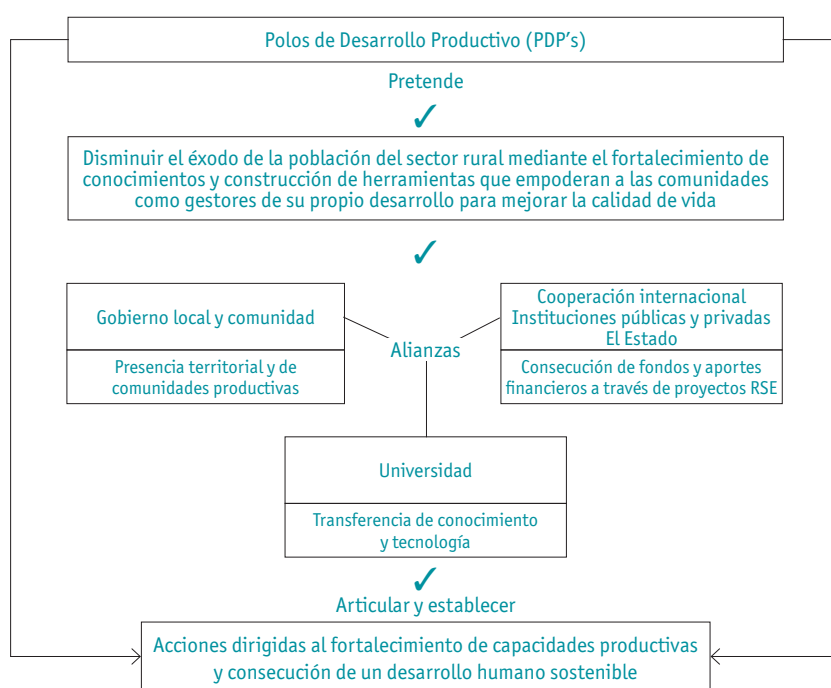 Polos de Desarrollo Productivo (PDP's)
Pretende
Disminuir el éxodo de la población del sector rural mediante el fortalecimiento de
conocimientos y construcción de herramientas que empoderan a las comunidades
como gestores de su propio desarrollo para mejorar la calidad de vida
Gobierno local y comunidad
Presencia territorial y de
comunidades productivas
Alianzas
Cooperación internacional
Instituciones públicas y privadas
El Estado
Consecución de fondos y aportes
financieros a través de proyectos RSE
Universidad
Transferencia de conocimiento
y tecnología
Articular y establecer
Acciones dirigidas al fortalecimiento de capacidades productivas
y consecución de un desarrollo humano sostenible